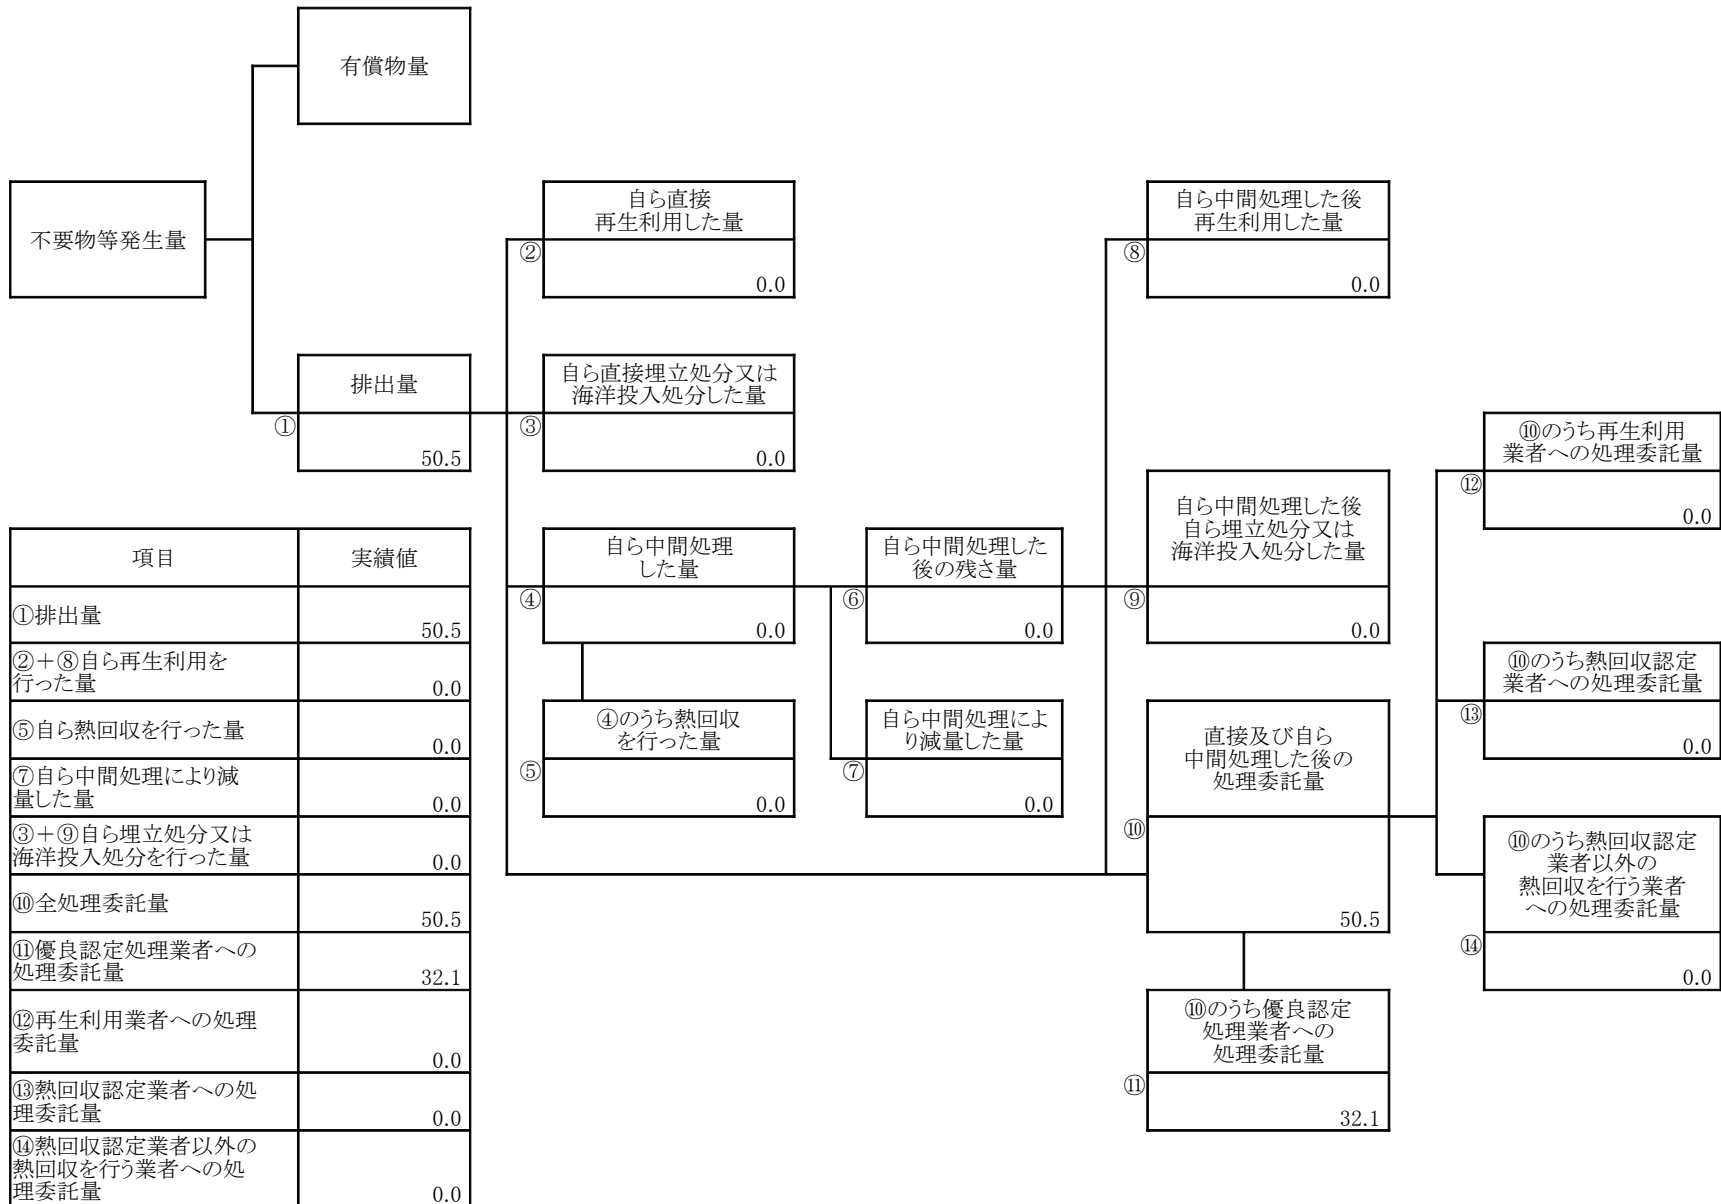 有償物量
不要物等発生量
自ら直接
再生利用した量
②
0.0
自ら中間処理した後
再生利用した量
⑧
0.0
排出量
①
50.5
自ら直接埋立処分又は
海洋投入処分した量
③
0.0
⑩のうち再生利用
業者への処理委託量
⑫
0.0
自ら中間処理した後
自ら埋立処分又は
海洋投入処分した量
⑨
0.0
自ら中間処理
した量
④
0.0
自ら中間処理した
後の残さ量
⑥
0.0
⑩のうち熱回収認定
業者への処理委託量
⑬
0.0
④のうち熱回収
を行った量
⑤
0.0
自ら中間処理によ
り減量した量
⑦
0.0
直接及び自ら
中間処理した後の
処理委託量
⑩
50.5
⑩のうち熱回収認定
業者以外の
熱回収を行う業者
への処理委託量
⑭
0.0
⑩のうち優良認定
処理業者への
処理委託量
⑪
32.1
項目 実績値
①排出量
50.5
②＋⑧自ら再生利用を
行った量
0.0
⑤自ら熱回収を行った量
0.0
⑦自ら中間処理により減
量した量
0.0
③＋⑨自ら埋立処分又は
海洋投入処分を行った量
0.0
⑩全処理委託量
50.5
⑪優良認定処理業者への
処理委託量
32.1
⑫再生利用業者への処理
委託量
0.0
⑬熱回収認定業者への処
理委託量
0.0
⑭熱回収認定業者以外の
熱回収を行う業者への処
理委託量
0.0